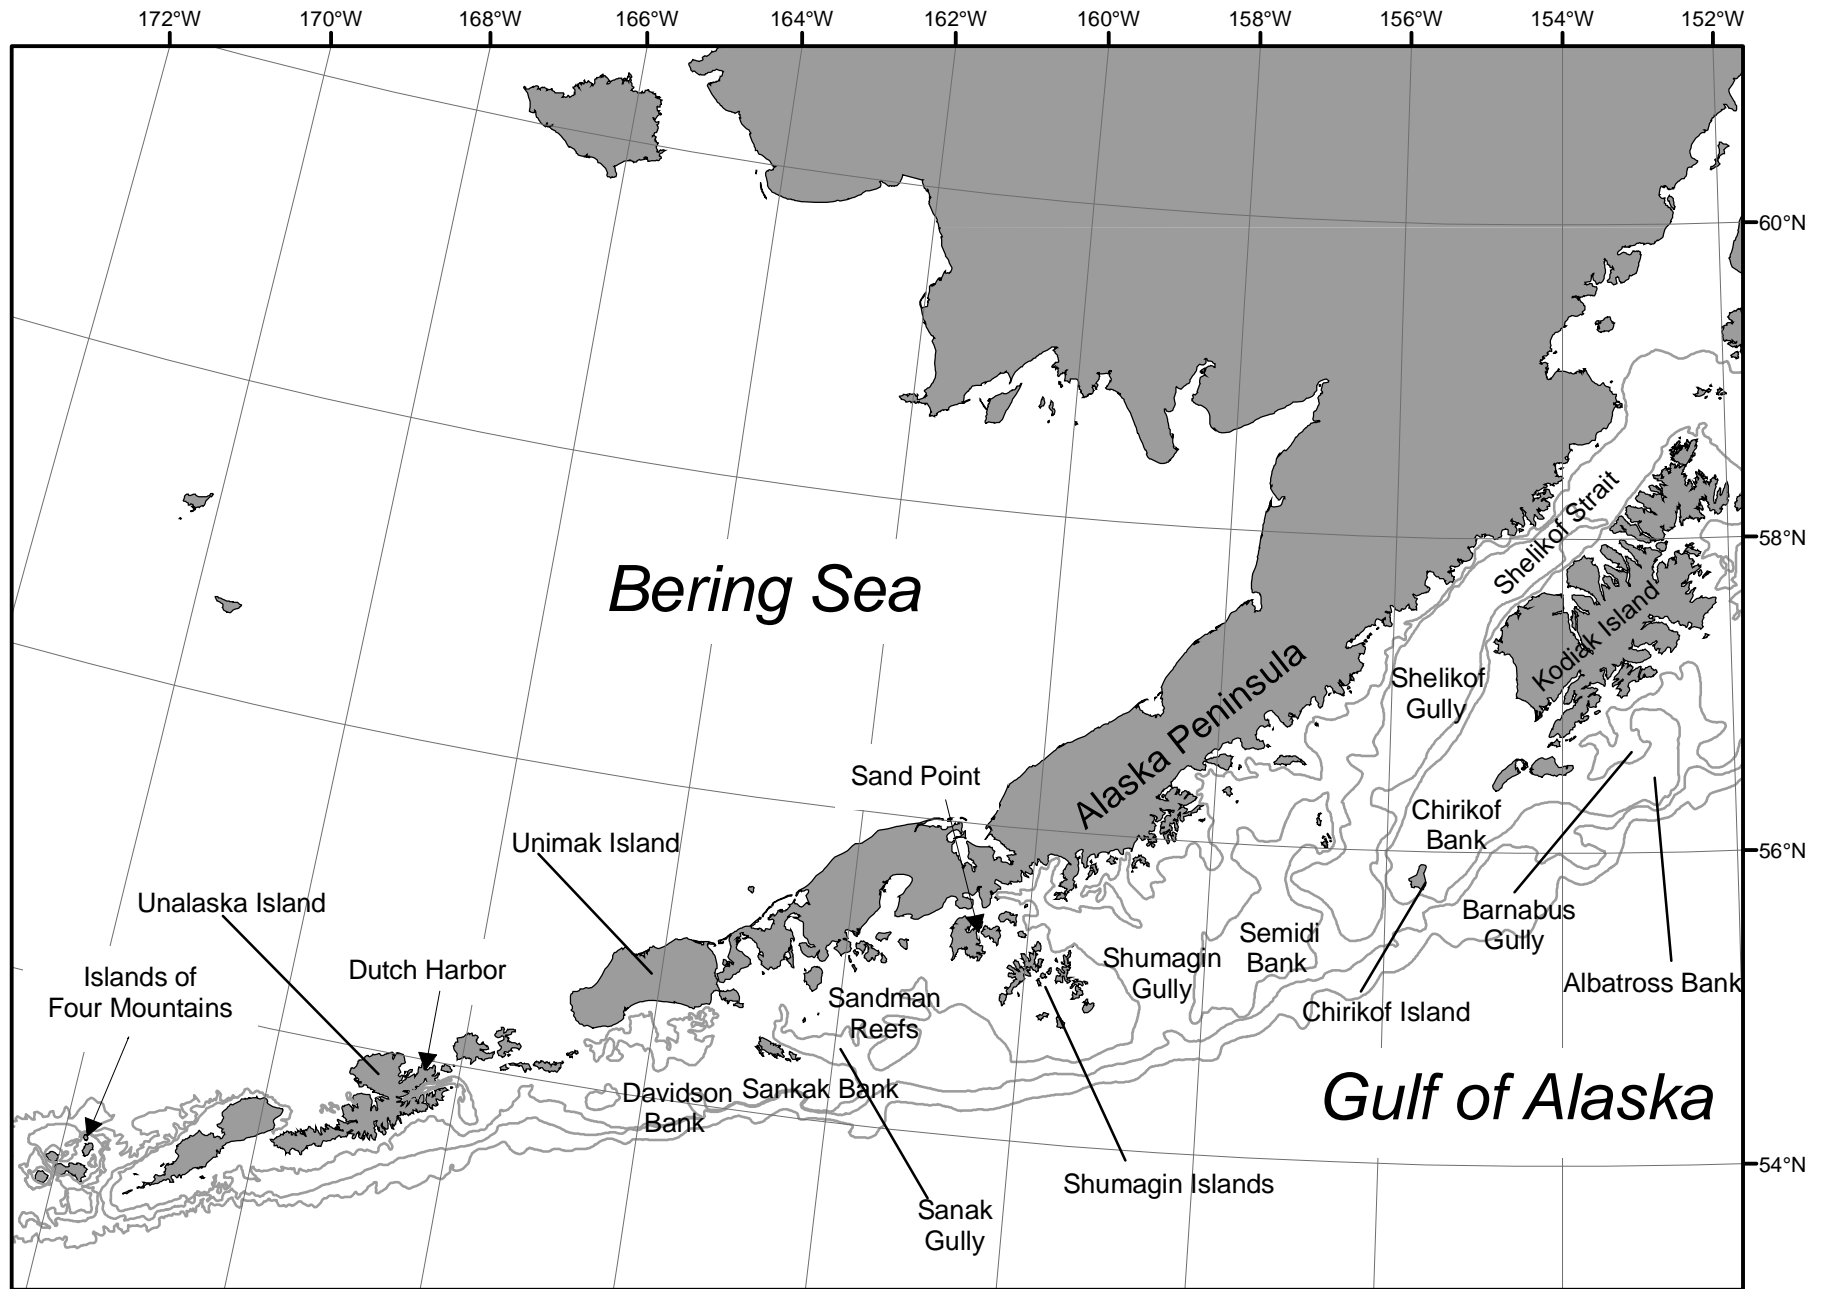 172°W 170°W 168°W 166°W 164°W 162°W 160°W 158°W 156°W 154°W 152°W
60°N
58°N
56°N
54°N
Bering Sea
Shelikof Strait
Kodiak Island
Shelikof
Gully
Alaska Peninsula
Sand Point
Chirikof
Bank
Unimak Island
Unalaska Island
Barnabus
Gully
Semidi
Bank
Shumagin
Gully
Islands of
Four Mountains
Dutch Harbor
Albatross Bank
Sandman
Reefs
Chirikof Island
Davidson
Bank
Sankak Bank
Gulf of Alaska
Shumagin Islands
Sanak
Gully